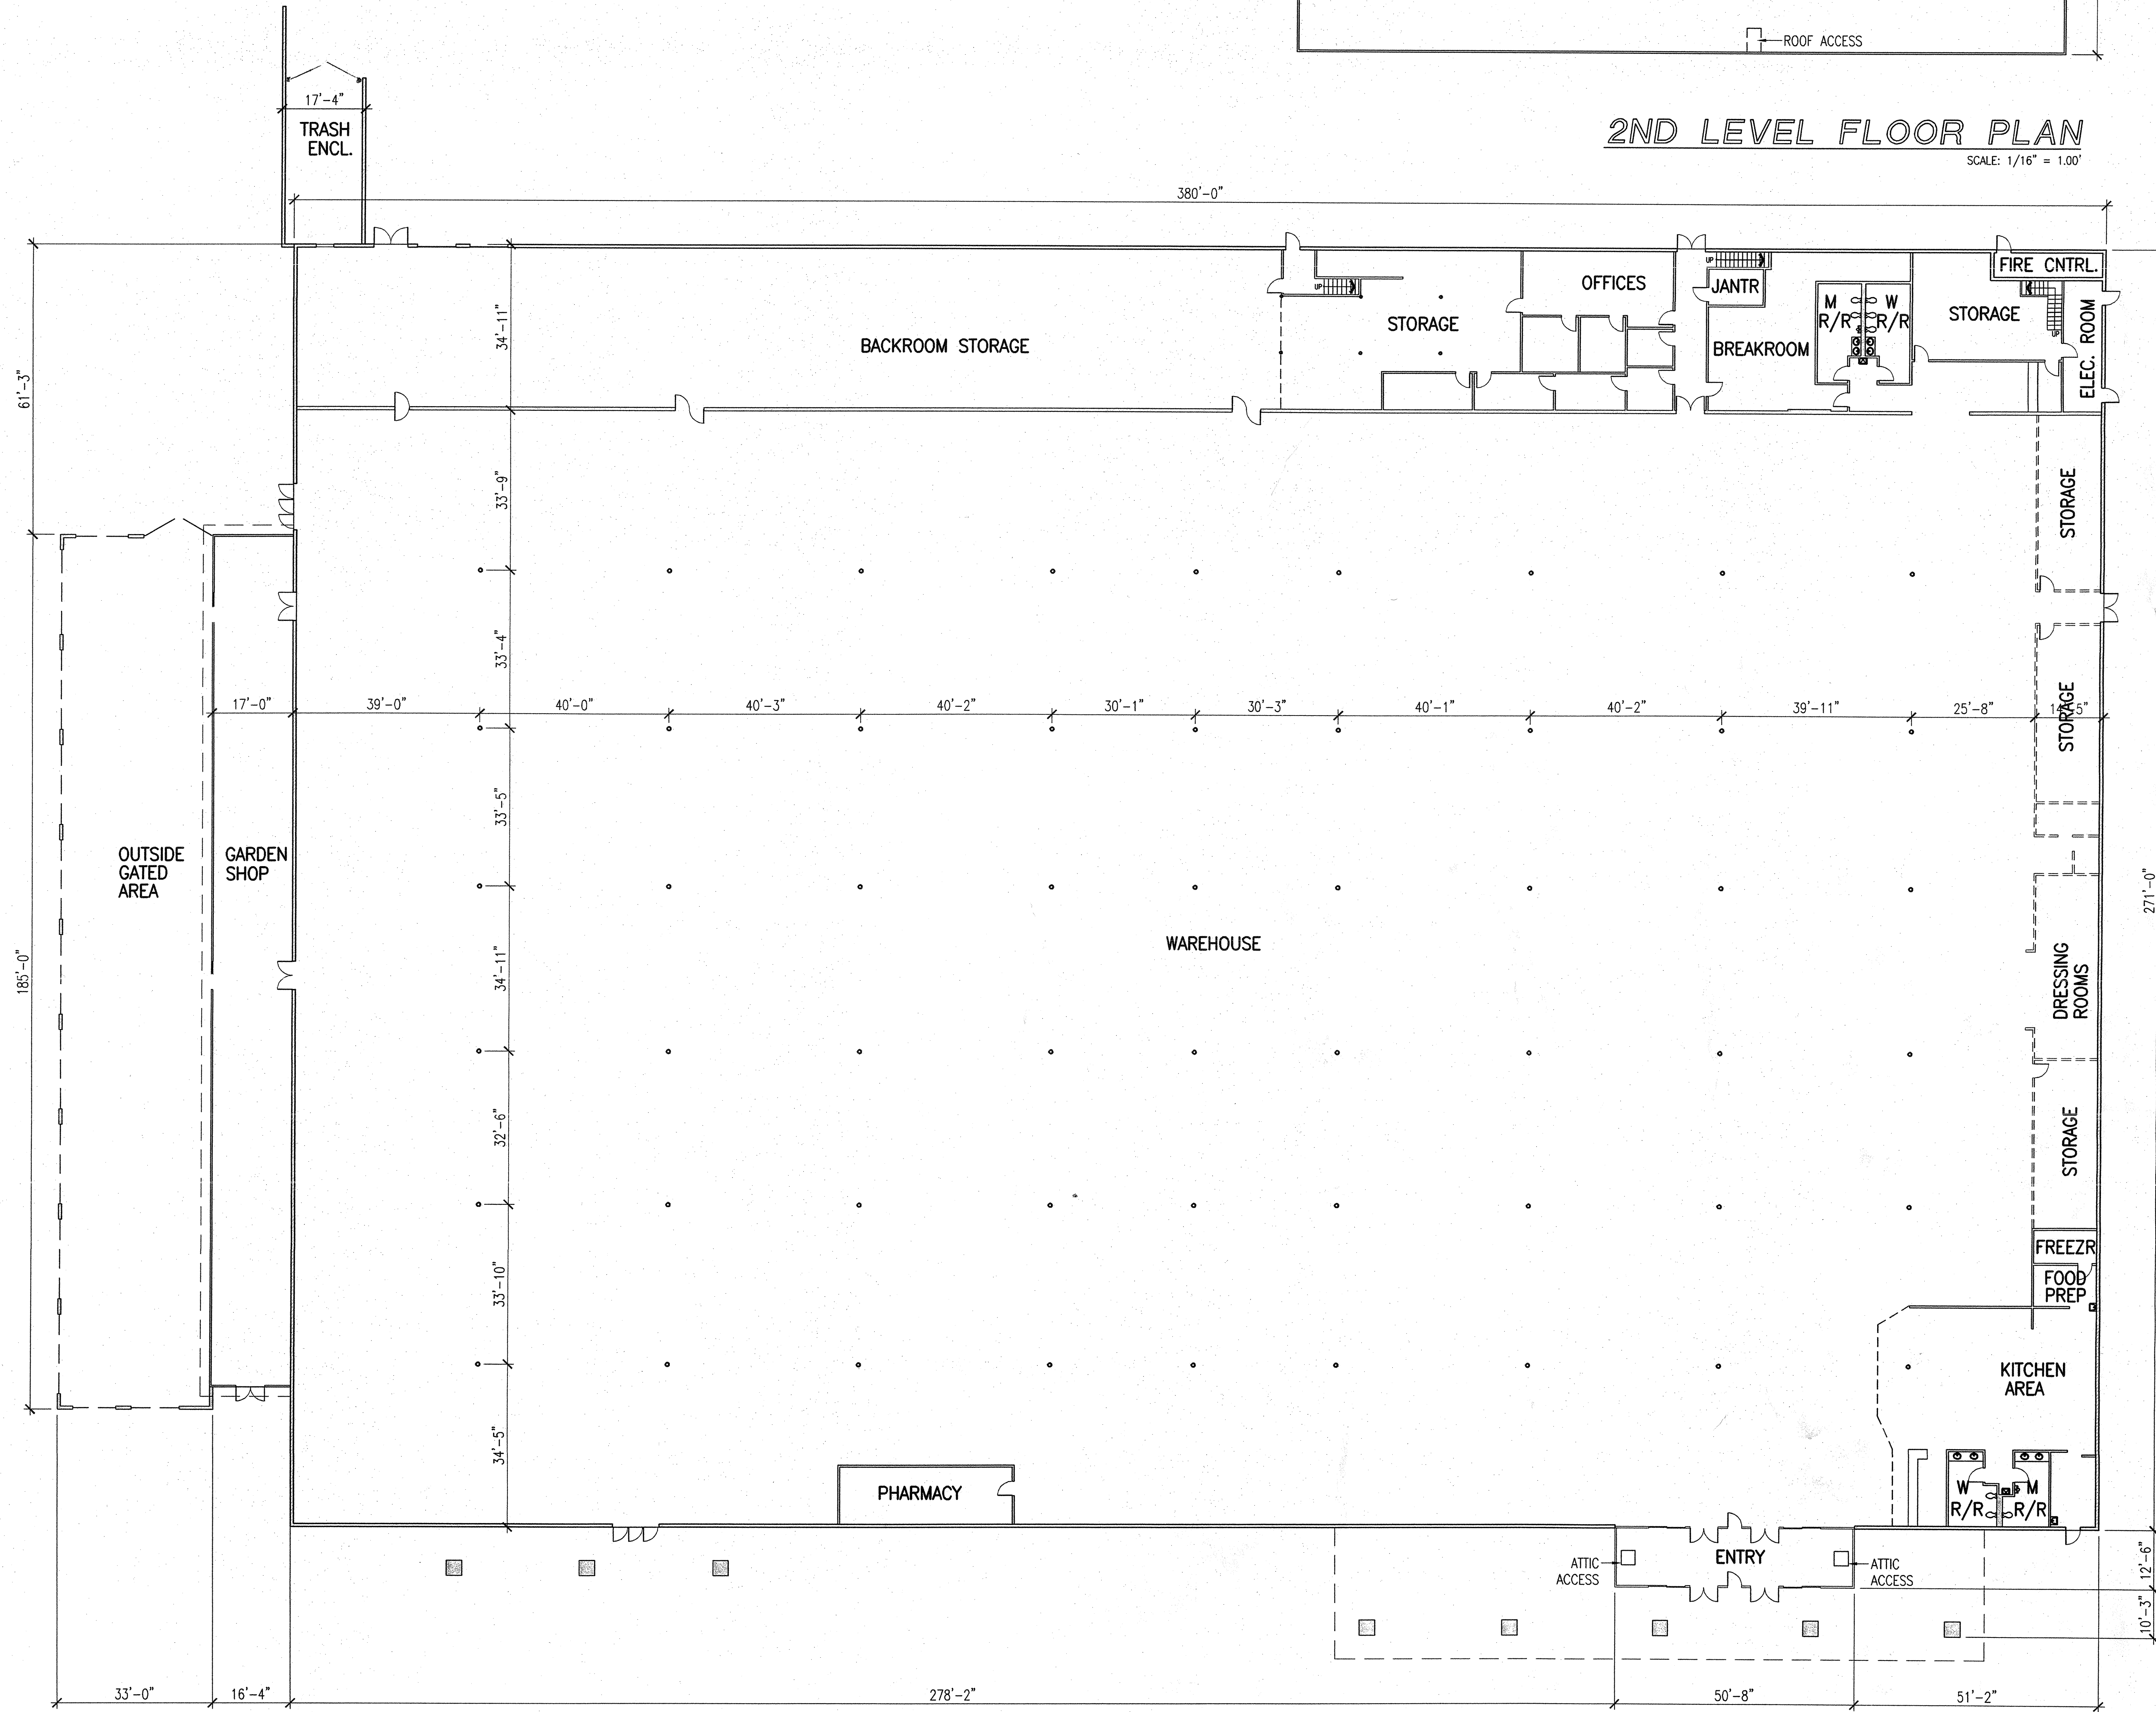 ROOF ACCESS
2ND LEVEL FLOOR PLAN
SCALE: 1/16" = 1.00'
17'-4"
TRASH
ENCL.
380'-0"
61'-3"
34'-11"
BACKROOM STORAGE
UP
STORAGE
OFFICES
UP
JANTR
BREAKROOM
M
R/R
W
R/R
STORAGE
FIRE CNTRL.
UP
ELEC. ROOM
33'-9"
STORAGE
33'-4"
17'-0"
39'-0"
40'-0"
40'-3"
40'-2"
30'-1"
30'-3"
40'-1"
40'-2"
39'-11"
25'-8"
14'-5"
STORAGE
33'-5"
OUTSIDE
GATED
AREA
GARDEN
SHOP
185'-0"
WAREHOUSE
271'-0"
34'-11"
DRESSING
ROOMS
32'-6"
STORAGE
FREEZR
FOOD
PREP
33'-10"
KITCHEN
AREA
34'-5"
PHARMACY
W
R/R
M
R/R
ATTIC
ACCESS
ENTRY
ATTIC
ACCESS
12'-6"
10'-3"
33'-0"
16'-4"
278'-2"
50'-8"
51'-2"